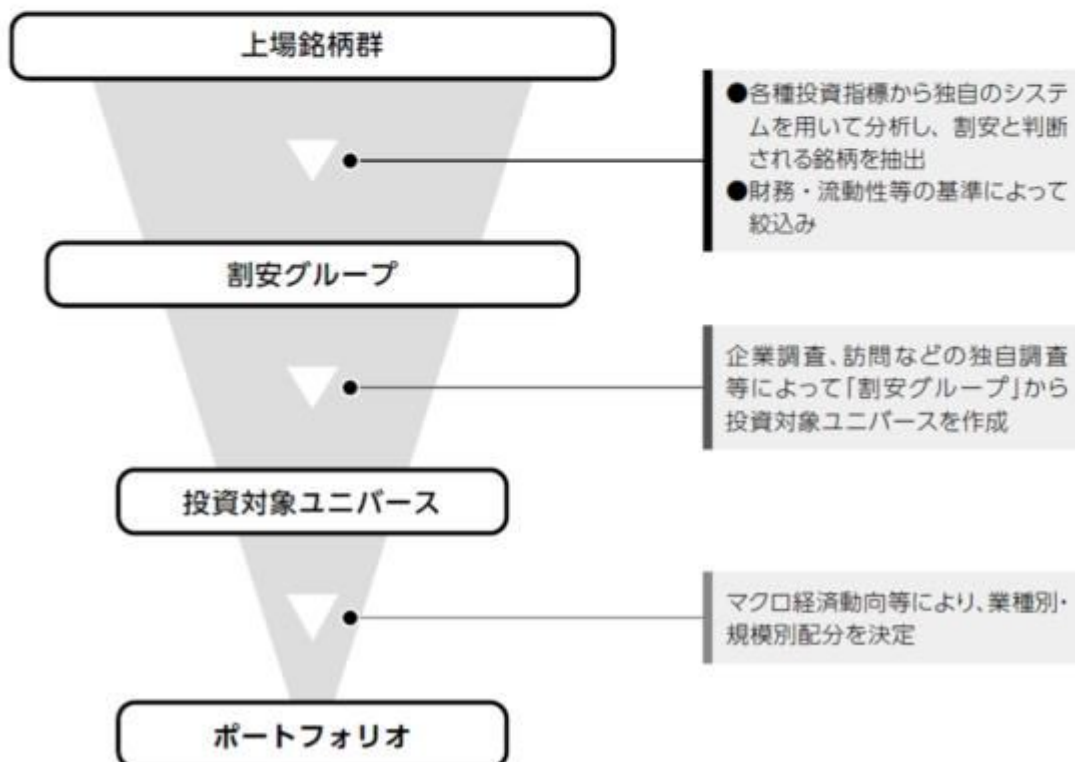 上場銘柄群
●各種投資指標から独自のシステ
ムを用いて分析し、割安と判断
される銘柄を抽出
●財務・流動性等の基準によって
絞込み
割安グループ
企業調査、訪問などの独自調査
等によって「割安グループ」から
投資対象ユニバースを作成
投資対象ユニバース
マクロ経済動向等により、業種別・
規模別配分を決定
ポートフォリオ